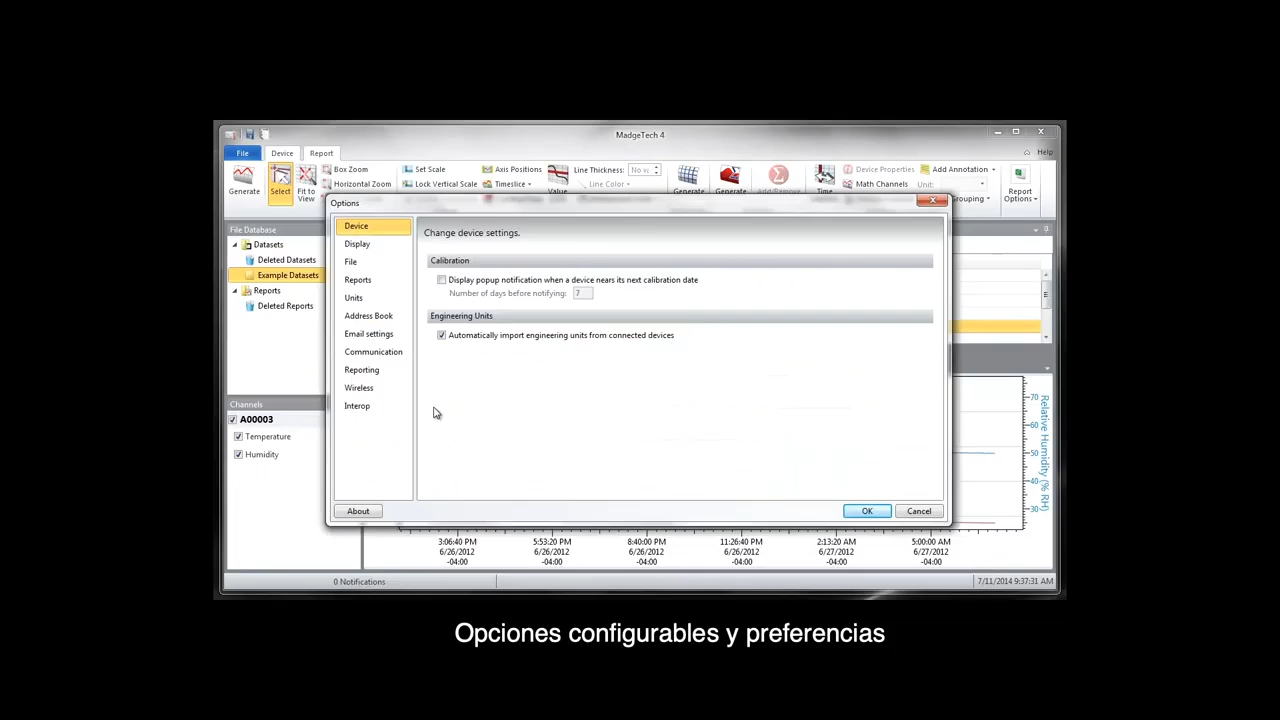 MadgeTech 4
File Device Report Help
Generate
Select
Fit to
View
Box Zoom
Horizontal Zoom
Set Scale
Lock Vertical Scale
Axis Positions
Timeslice
Value
Line Thickness:
Line Color
Generate
Generate
Add/Remove
Time
Device Properties
Math Channels
Add Annotation
Unit:
Grouping
Report
Options
Options
File Database
Datasets
Deleted Datasets
Example Datasets
Reports
Deleted Reports
Channels
A00003
Temperature
Humidity
Device
Display
File
Reports
Units
Address Book
Email settings
Communication
Reporting
Wireless
Interop
Change device settings.
Calibration
Display popup notification when a device nears its next calibration date
Number of days before notifying: 7
Engineering Units
Automatically import engineering units from connected devices
About OK Cancel
70
60
50
40
30
Relative Humidity (% RH)
3:06:40 PM 5:53:20 PM 8:40:00 PM 11:26:40 PM 2:13:20 AM 5:00:00 AM
6/26/2012 6/26/2012 6/26/2012 6/26/2012 6/27/2012 6/27/2012
-04:00 -04:00 -04:00 -04:00 -04:00 -04:00
0 Notifications 7/11/2014 9:37:31 AM
Opciones configurables y preferencias